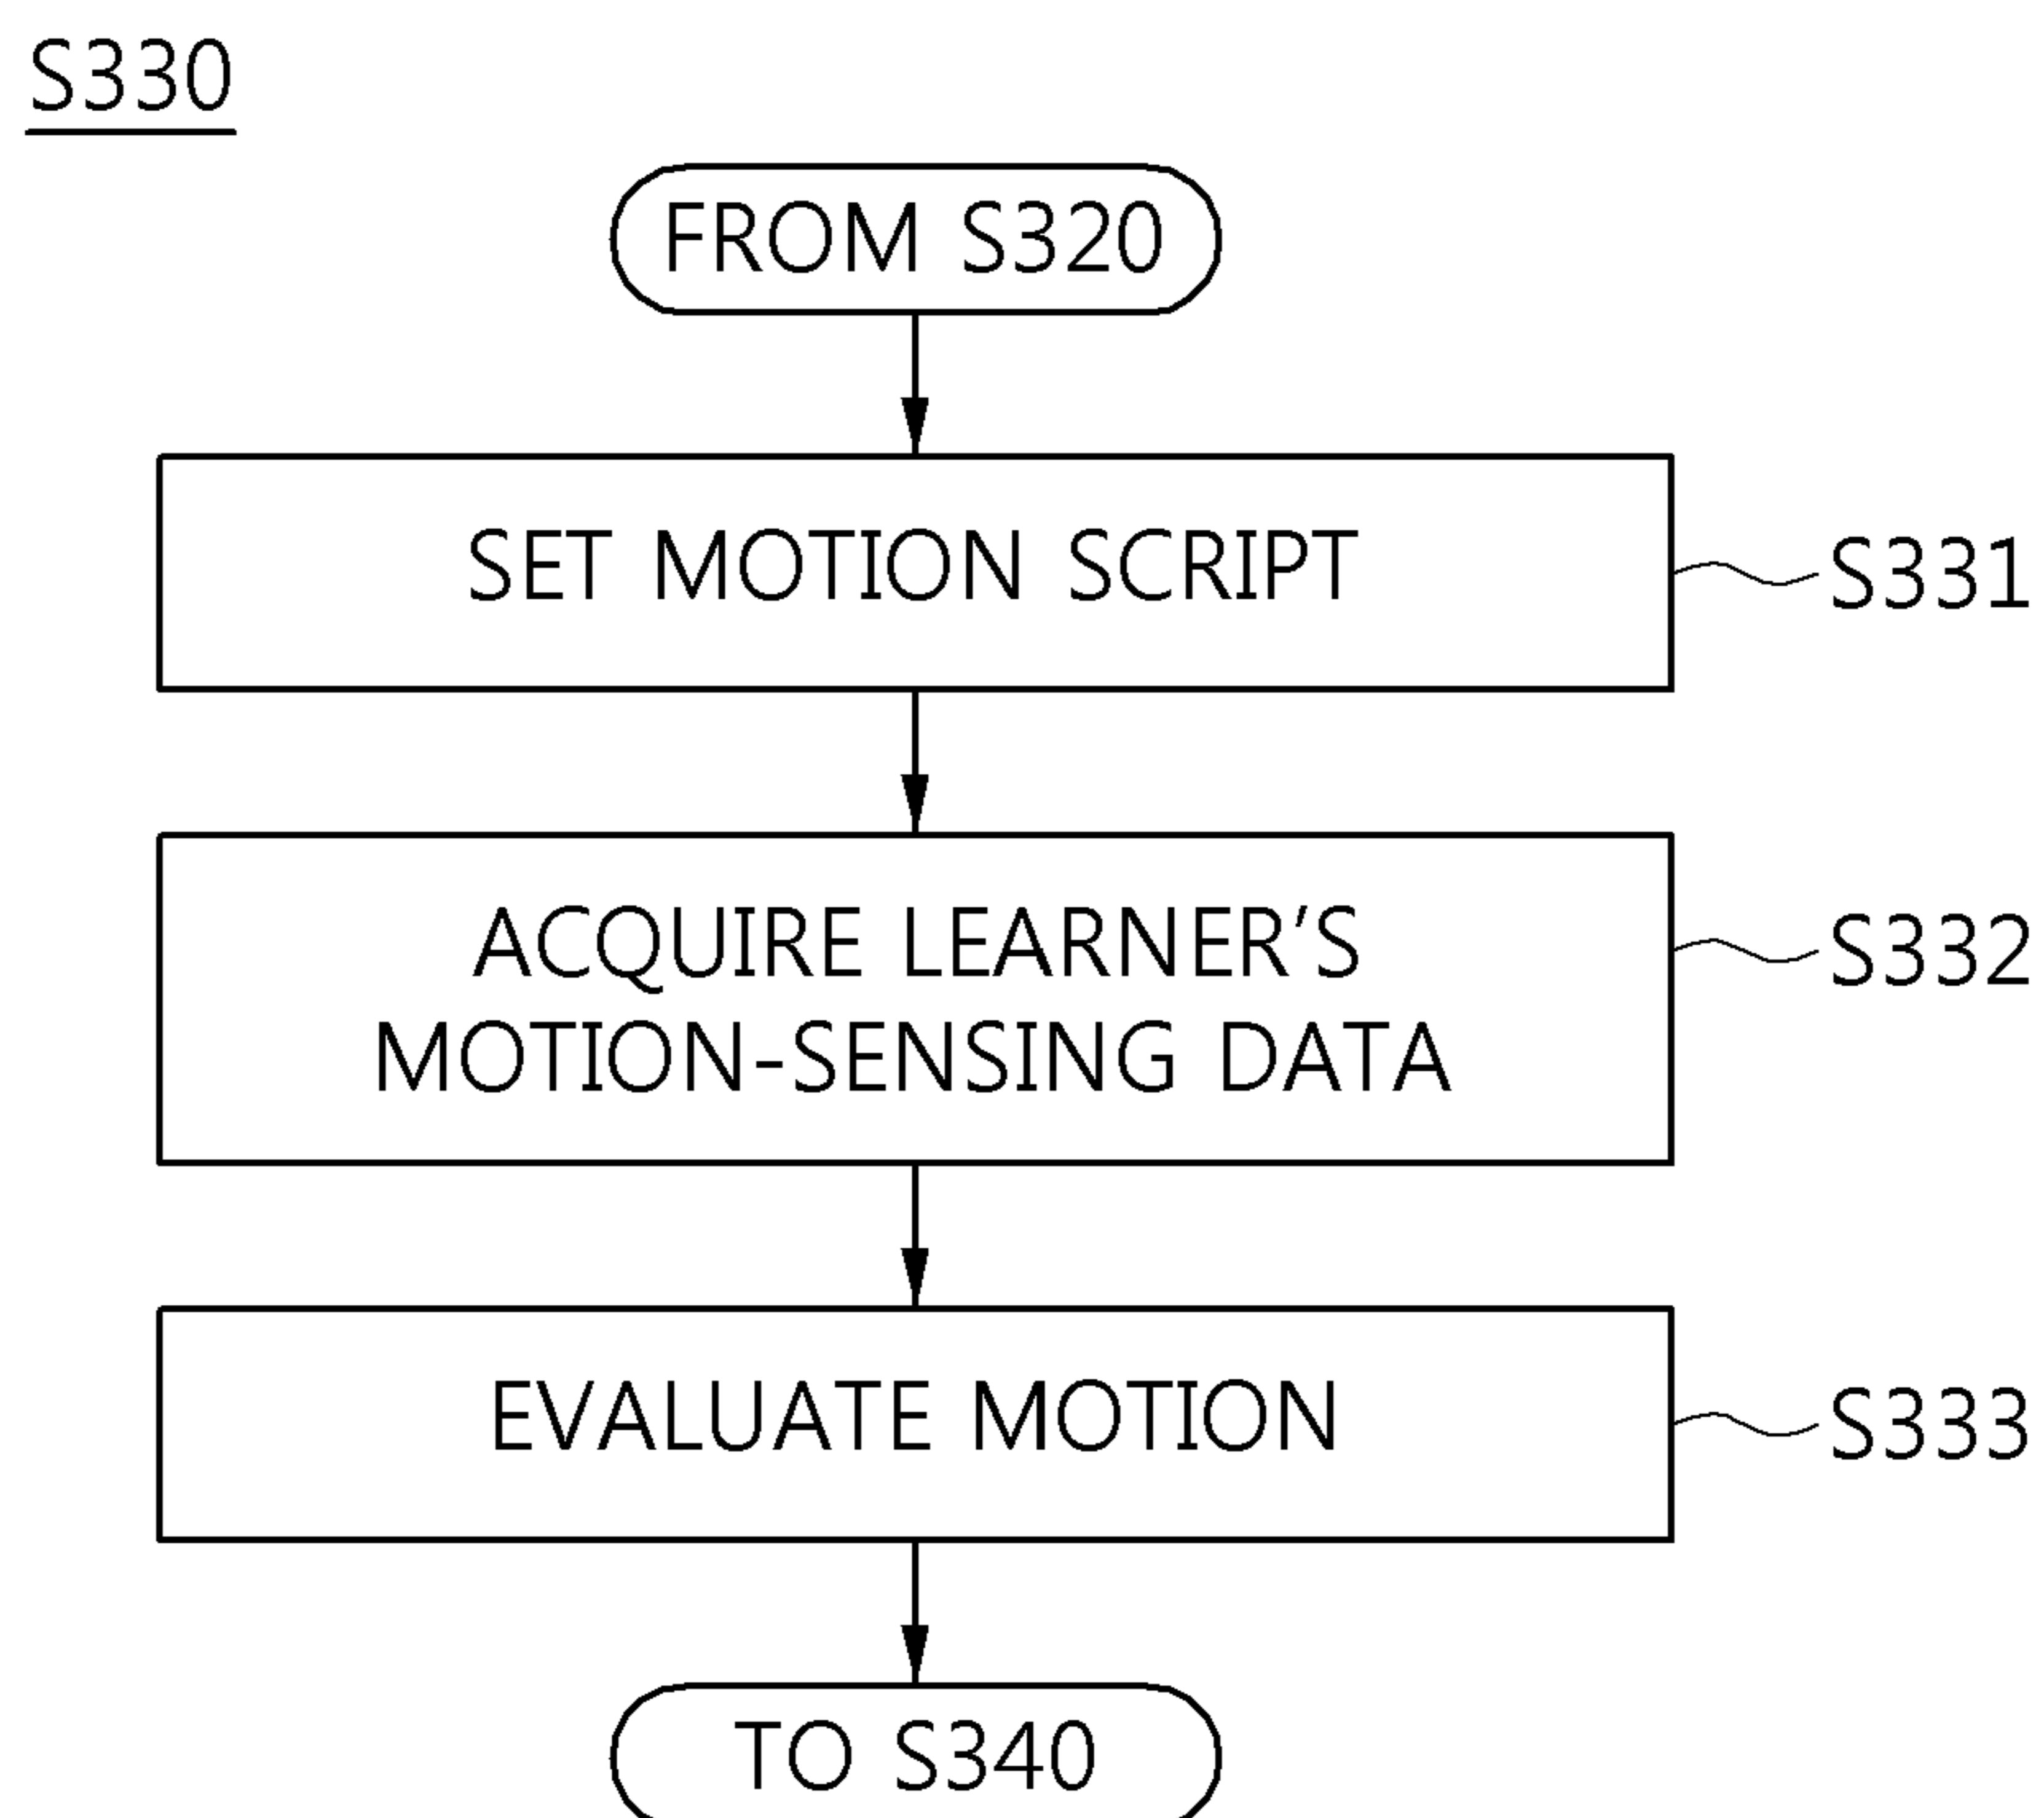 S330
FROM S320
SET MOTION SCRIPT
S331
ACQUIRE LEARNER’S
MOTION-SENSING DATA
S332
EVALUATE MOTION
S333
TO S340